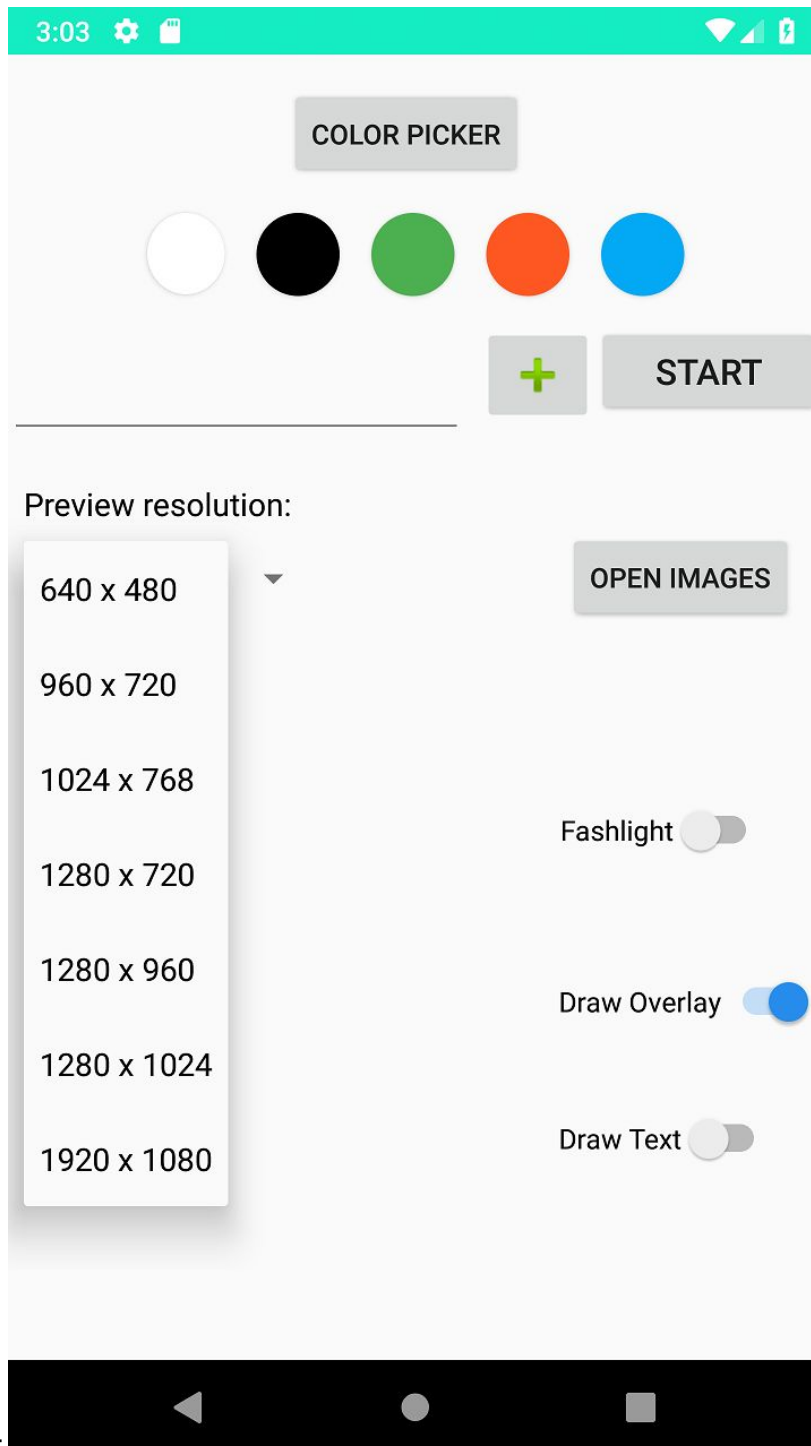 3:03
COLOR PICKER
START
Preview resolution:
640 x 480
OPEN IMAGES
960 x 720
1024 x 768
Fashlight
1280 x 720
1280 x 960
Draw Overlay
1280 x 1024
Draw Text
1920 x 1080